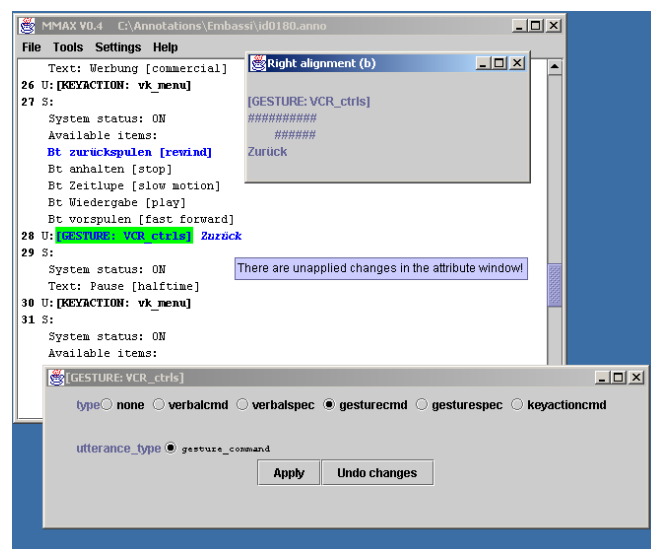 MMAX V0.4 C:\Annotations\Embassi\id0180.anno
File Tools Settings Help
Text: Werbung [commercial]
26 U:[KEYACTION: vk_menu]
27 S:
System status: ON
Available items:
Bt zurückspulen [rewind]
Bt anhalten [stop]
Bt Zeitlupe [slow motion]
Bt Wiedergabe [play]
Bt vorspulen [fast forward]
28 U:[GESTURE: VCR_ctrls] Zurück
29 S:
System status: ON
Text: Pause [halftime]
30 U:[KEYACTION: vk_menu]
31 S:
System status: ON
Available items:
Right alignment (b)
[GESTURE: VCR_ctrls]
##########
######
Zurück
There are unapplied changes in the attribute window!
[GESTURE: VCR_ctrls]
type none verbalcmd verbalspec gesturecmd gesturespec keyactioncmd
utterance_type gesture_command
Apply Undo changes